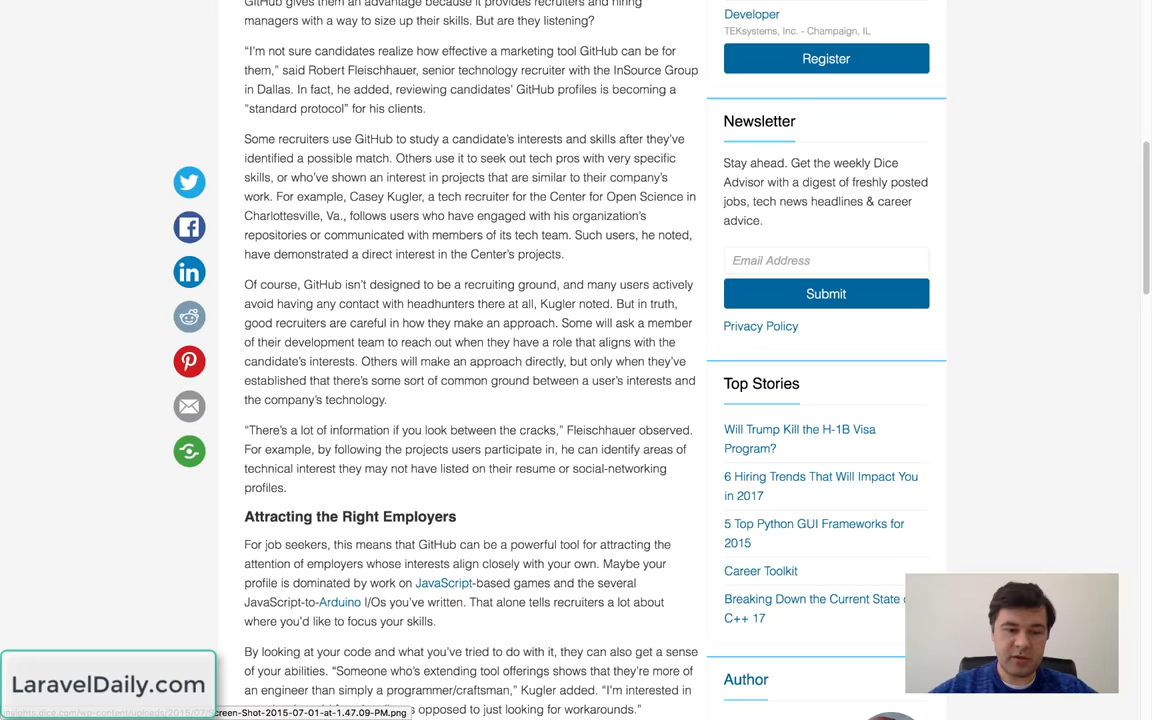 GitHub gives them an advantage because it provides recruiters and hiring
managers with a way to size up their skills. But are they listening?
“I’m not sure candidates realize how effective a marketing tool GitHub can be for
them,” said Robert Fleischhauer, senior technology recruiter with the InSource Group
in Dallas. In fact, he added, reviewing candidates’ GitHub profiles is becoming a
“standard protocol” for his clients.
Some recruiters use GitHub to study a candidate’s interests and skills after they’ve
identified a possible match. Others use it to seek out tech pros with very specific
skills, or who’ve shown an interest in projects that are similar to their company’s
work. For example, Casey Kugler, a tech recruiter for the Center for Open Science in
Charlottesville, Va., follows users who have engaged with his organization’s
repositories or communicated with members of its tech team. Such users, he noted,
have demonstrated a direct interest in the Center’s projects.
Of course, GitHub isn’t designed to be a recruiting ground, and many users actively
avoid having any contact with headhunters there at all, Kugler noted. But in truth,
good recruiters are careful in how they make an approach. Some will ask a member
of their development team to reach out when they have a role that aligns with the
candidate’s interests. Others will make an approach directly, but only when they’ve
established that there’s some sort of common ground between a user’s interests and
the company’s technology.
“There’s a lot of information if you look between the cracks,” Fleischhauer observed.
For example, by following the projects users participate in, he can identify areas of
technical interest they may not have listed on their resume or social-networking
profiles.
Attracting the Right Employers
For job seekers, this means that GitHub can be a powerful tool for attracting the
attention of employers whose interests align closely with your own. Maybe your
profile is dominated by work on JavaScript-based games and the several
JavaScript-to-Arduino I/Os you’ve written. That alone tells recruiters a lot about
where you’d like to focus your skills.
By looking at your code and what you’ve tried to do with it, they can also get a sense
of your abilities. “Someone who’s extending tool offerings shows that they’re more of
an engineer than simply a programmer/craftsman,” Kugler added. “I’m interested in
s opposed to just looking for workarounds.”
Developer
TEKsystems, Inc. - Champaign, IL
Register
Newsletter
Stay ahead. Get the weekly Dice
Advisor with a digest of freshly posted
jobs, tech news headlines & career
advice.
Email Address
Submit
Privacy Policy
Top Stories
Will Trump Kill the H-1B Visa
Program?
6 Hiring Trends That Will Impact You
in 2017
5 Top Python GUI Frameworks for
2015
Career Toolkit
Breaking Down the Current State
C++ 17
Author
LaravelDaily.com
insights.dice.com/wp-content/uploads/2015/07/Screen-Shot-2015-07-01-at-1.47.09-PM.png